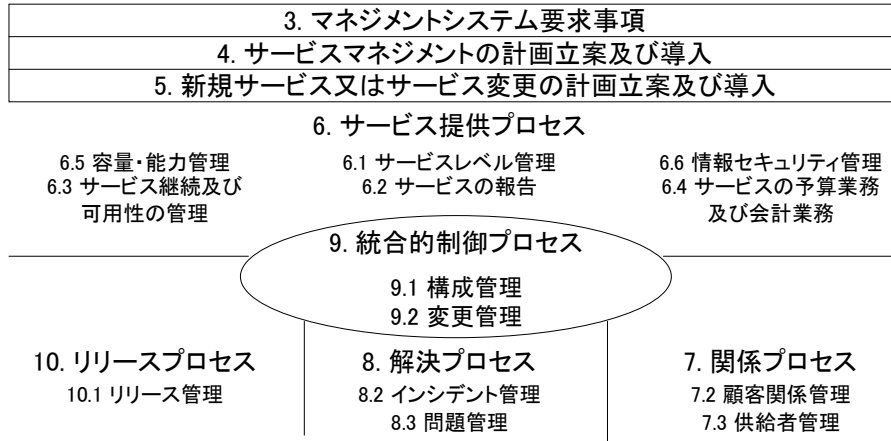 3. マネジメントシステム要求事項
4. サービスマネジメントの計画立案及び導入
5. 新規サービス又はサービス変更の計画立案及び導入
6. サービス提供プロセス
6.5 容量・能力管理
6.3 サービス継続及び
可用性の管理
6.1 サービスレベル管理
6.2 サービスの報告
6.6 情報セキュリティ管理
6.4 サービスの予算業務
及び会計業務
9. 統合的制御プロセス
9.1 構成管理
9.2 変更管理
10. リリースプロセス
10.1 リリース管理
8. 解決プロセス
8.2 インシデント管理
8.3 問題管理
7. 関係プロセス
7.2 顧客関係管理
7.3 供給者管理